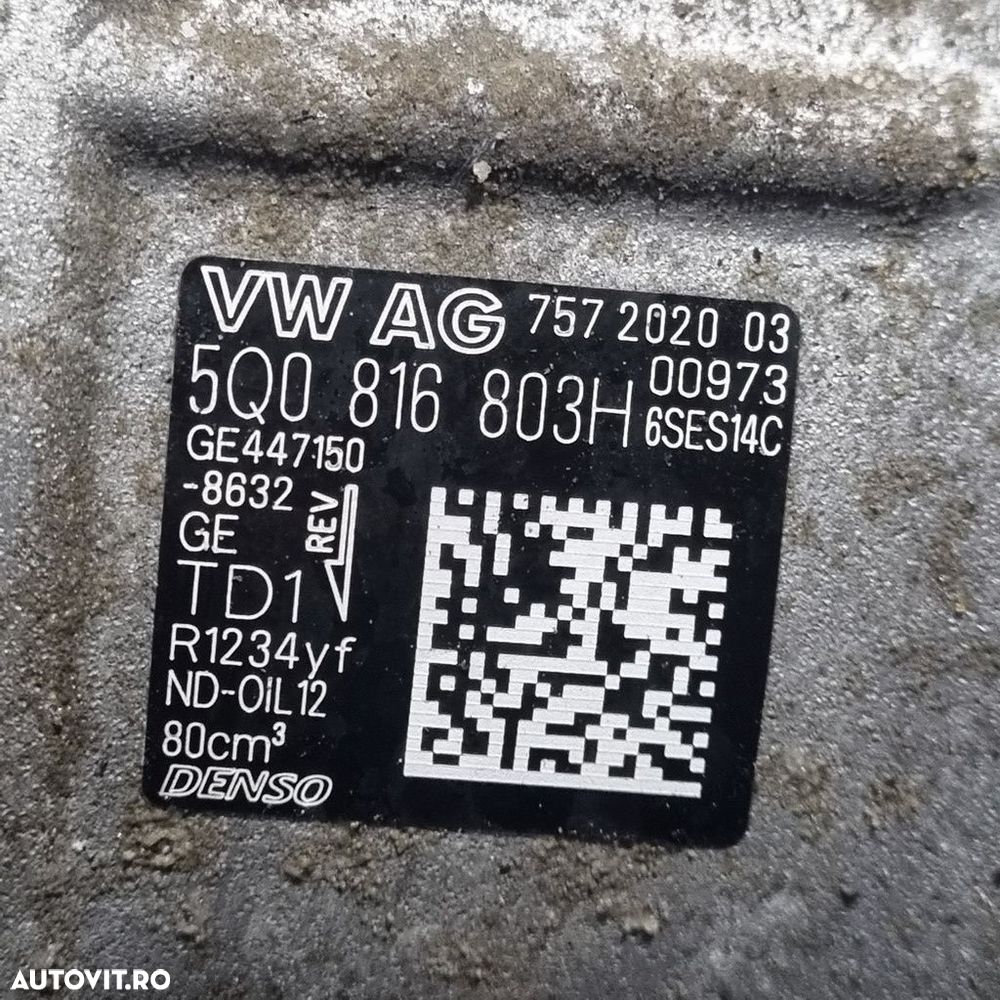 VW AG 757 2020 03
5Q0 816 803H 00973
6SES14C
GE447150
-8632
GE
REV
TD1
R1234yf
ND-OIL12
80cm³
DENSO
AUTOVIT.RO